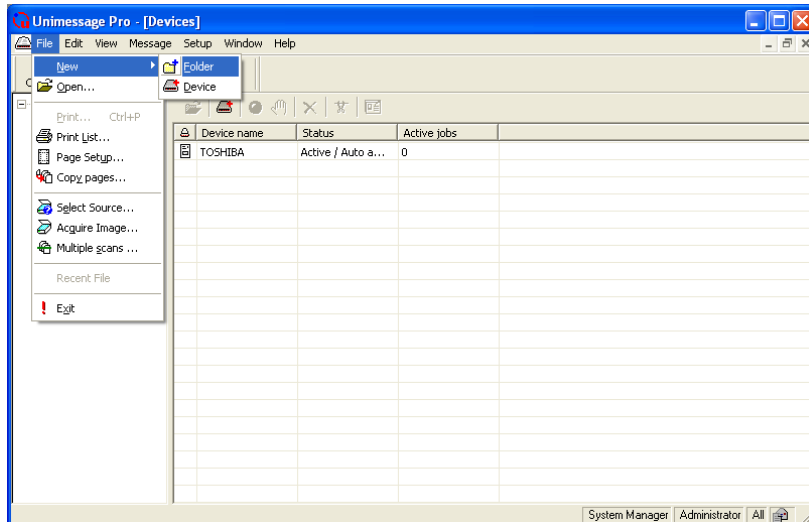 Unimessage Pro - [Devices]
File Edit View Message Setup Window Help
New
Folder
Open...
Device
Print... Ctrl+P
Print List...
Page Setup...
Copy pages...
Select Source...
Acquire Image...
Multiple scans ...
Recent File
Exit
Device name Status Active jobs
TOSHIBA Active / Auto a... 0
System Manager Administrator All